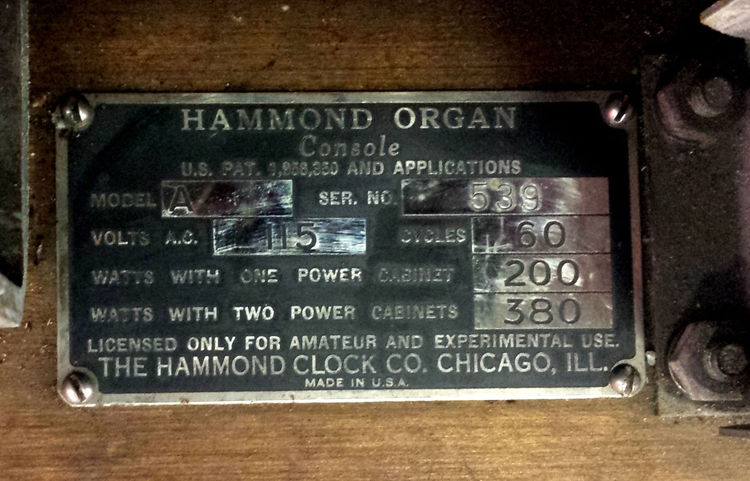 HAMMOND ORGAN
Console
U.S. PAT. 1,956,350 AND APPLICATIONS
MODEL A SER. NO. 539
VOLTS A.C. 115 CYCLES 60
WATTS WITH ONE POWER CABINET 200
WATTS WITH TWO POWER CABINETS 380
LICENSED ONLY FOR AMATEUR AND EXPERIMENTAL USE.
THE HAMMOND CLOCK CO. CHICAGO, ILL.
MADE IN U.S.A.